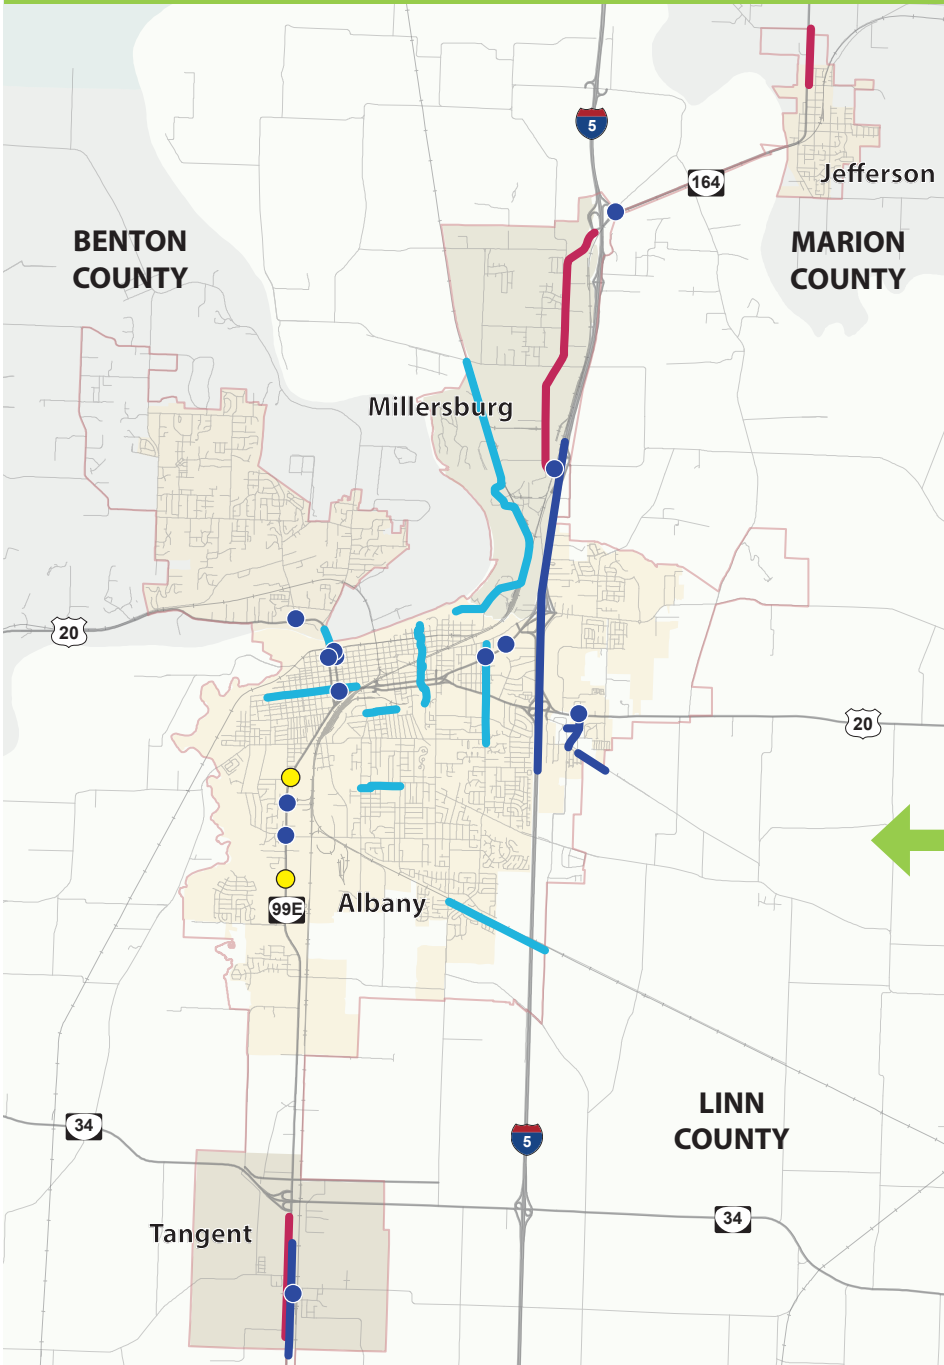 5
Jefferson
164
BENTON
COUNTY
MARION
COUNTY
Millersburg
20
20
Albany
99E
LINN
COUNTY
34
5
Tangent
34